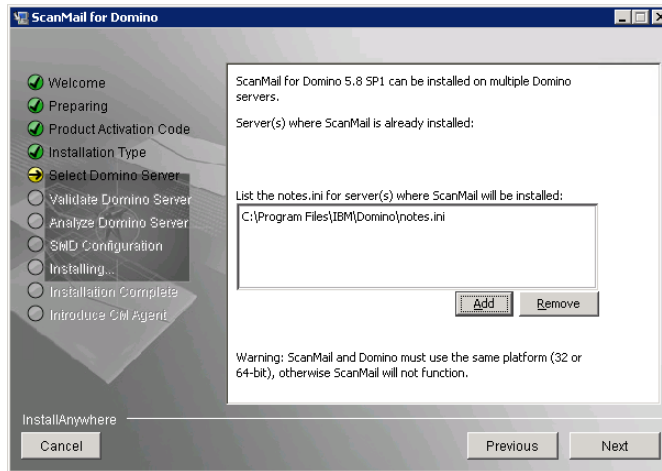 ScanMail for Domino
Welcome
Preparing
Product Activation Code
Installation Type
Select Domino Server
Validate Domino Server
Analyze Domino Server
SMD Configuration
Installing...
Installation Complete
Introduce CM Agent
ScanMail for Domino 5.8 SP1 can be installed on multiple Domino
servers.
Server(s) where ScanMail is already installed:
List the notes.ini for server(s) where ScanMail will be installed:
C:\Program Files\IBM\Domino\notes.ini
Add Remove
Warning: ScanMail and Domino must use the same platform (32 or
64-bit), otherwise ScanMail will not function.
InstallAnywhere
Cancel Previous Next